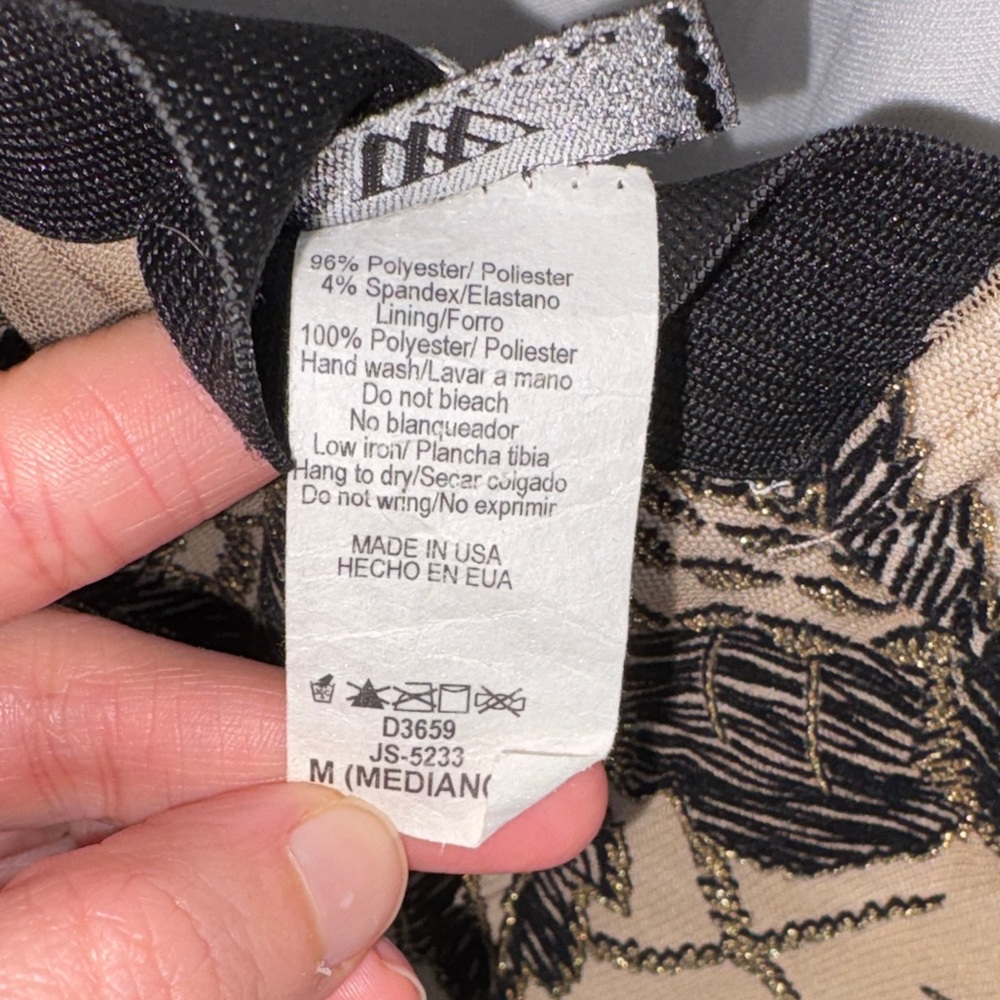 96% Polyester/ Poliester
4% Spandex/Elastano
Lining/Forro
100% Polyester/ Poliester
Hand wash/Lavar a mano
Do not bleach
No blanqueador
Low iron/ Plancha tibia
Hang to dry/Secar colgado
Do not wring/No exprimir
MADE IN USA
HECHO EN EUA
D3659
JS-5233
M (MEDIAN